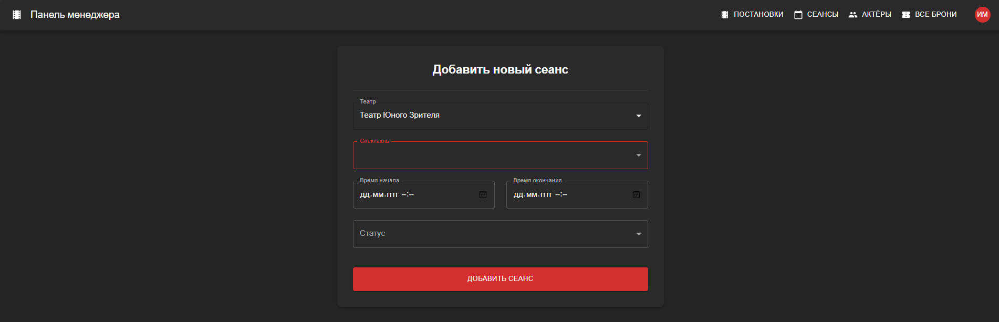 Панель менеджера
ПОСТАНОВКИ
СЕАНСЫ
АКТЁРЫ
ВСЕ БРОНИ
ИМ
Добавить новый сеанс
Театр
Театр Юного Зрителя
Спектакль
Время начала
дд.мм.гггг --:--
Время окончания
дд.мм.гггг --:--
Статус
ДОБАВИТЬ СЕАНС